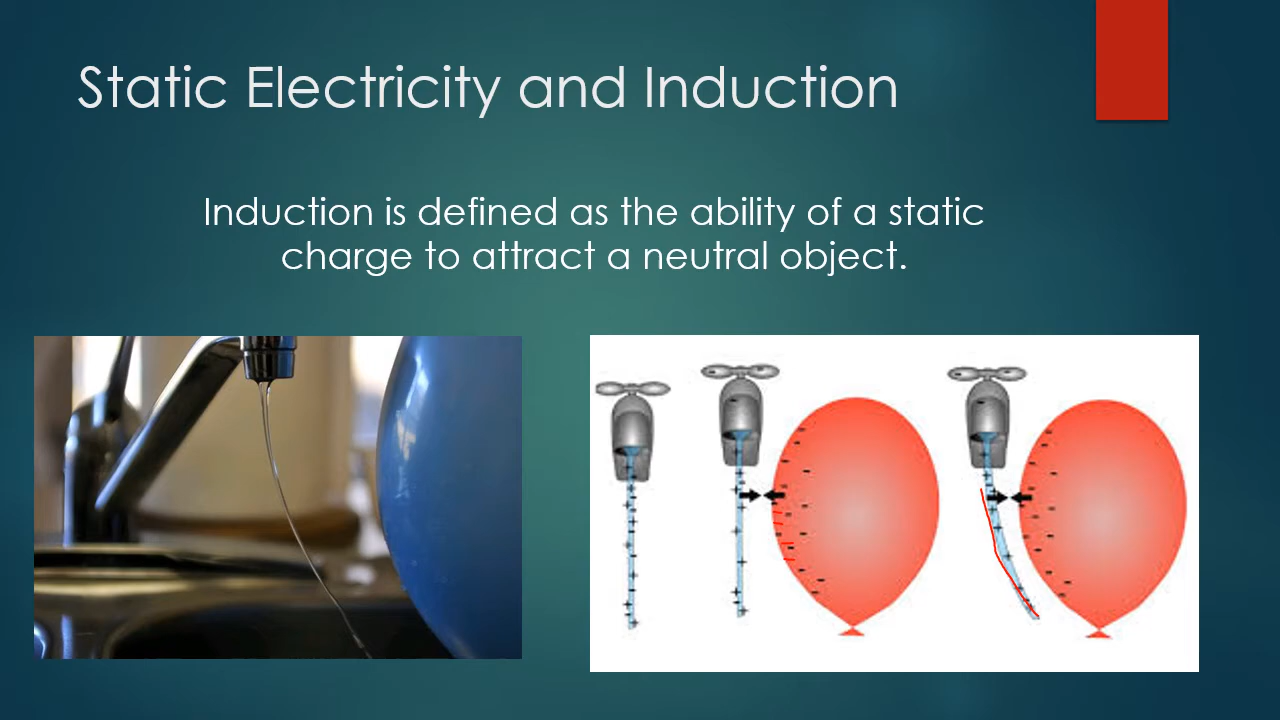 Static Electricity and Induction
Induction is defined as the ability of a static
charge to attract a neutral object.